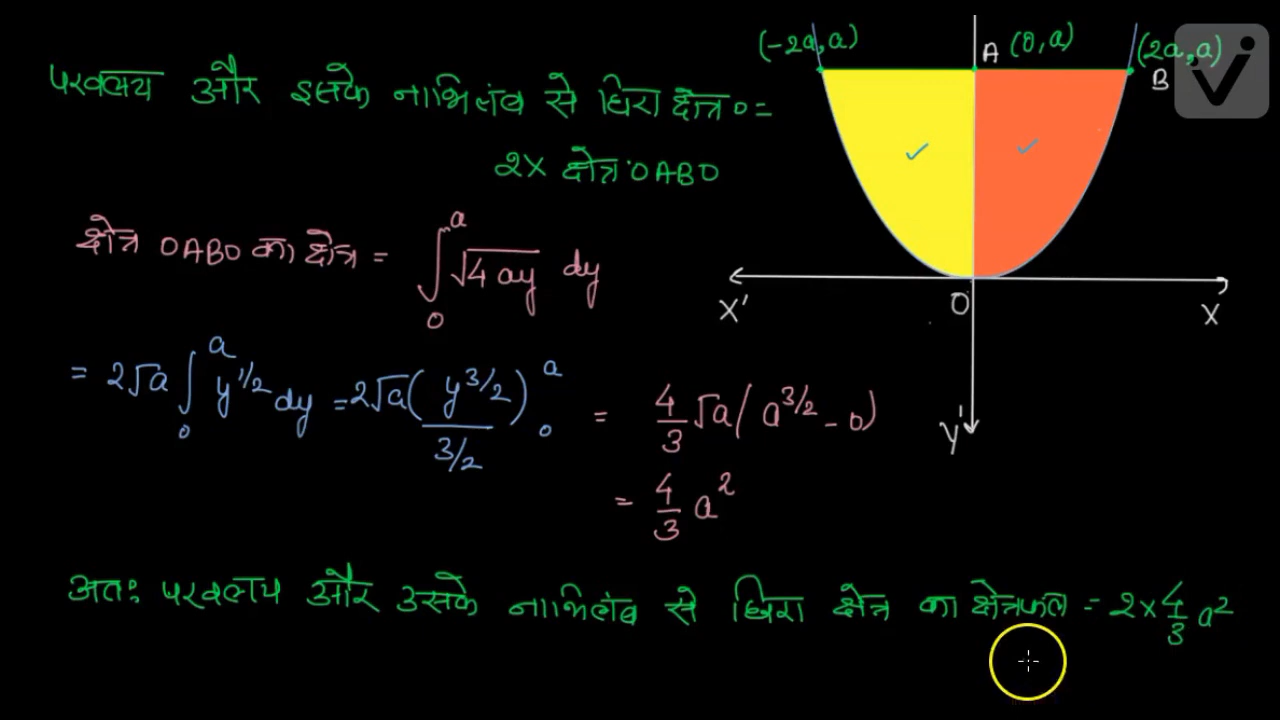 (-2a, a) A (0, a) (2a, a)
B
परवलय और इसके नाभिलंब से घिरा क्षेत्र० =
2X क्षेत्र OABO
क्षेत्र OABO का क्षेत्र =
∫₀ᵃ √4ay dy
X' O X
= 2√a ∫₀ᵃ y^1/2 dy = 2√a ( y^3/2 / 3/2 )₀ᵃ = 4/3 √a ( a^3/2 - 0 )
Y'
= 4/3 a²
अतः परवलय और उसके नाभिलंब से घिरा क्षेत्र का क्षेत्रफल = 2 × 4/3 a²